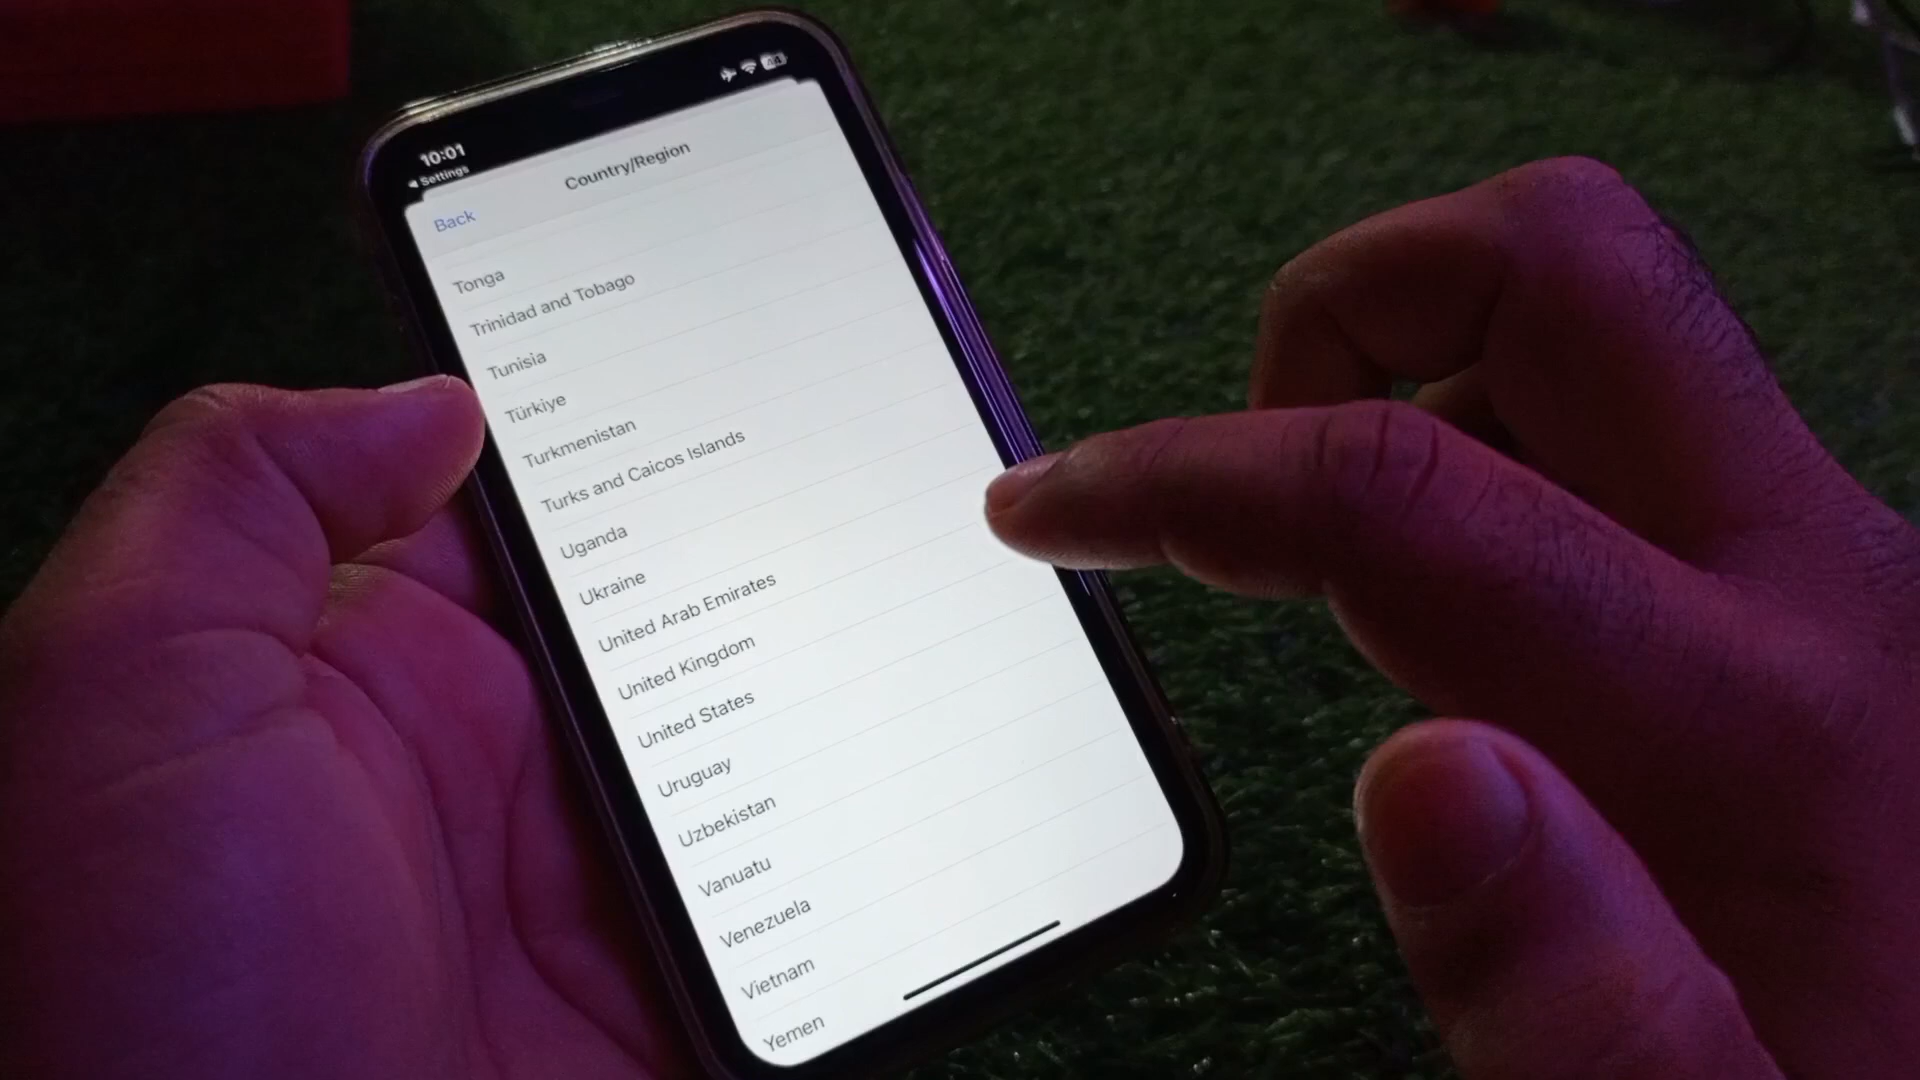 10:01
44
Settings
Country/Region
Back
Tonga
Trinidad and Tobago
Tunisia
Türkiye
Turkmenistan
Turks and Caicos Islands
Uganda
Ukraine
United Arab Emirates
United Kingdom
United States
Uruguay
Uzbekistan
Vanuatu
Venezuela
Vietnam
Yemen